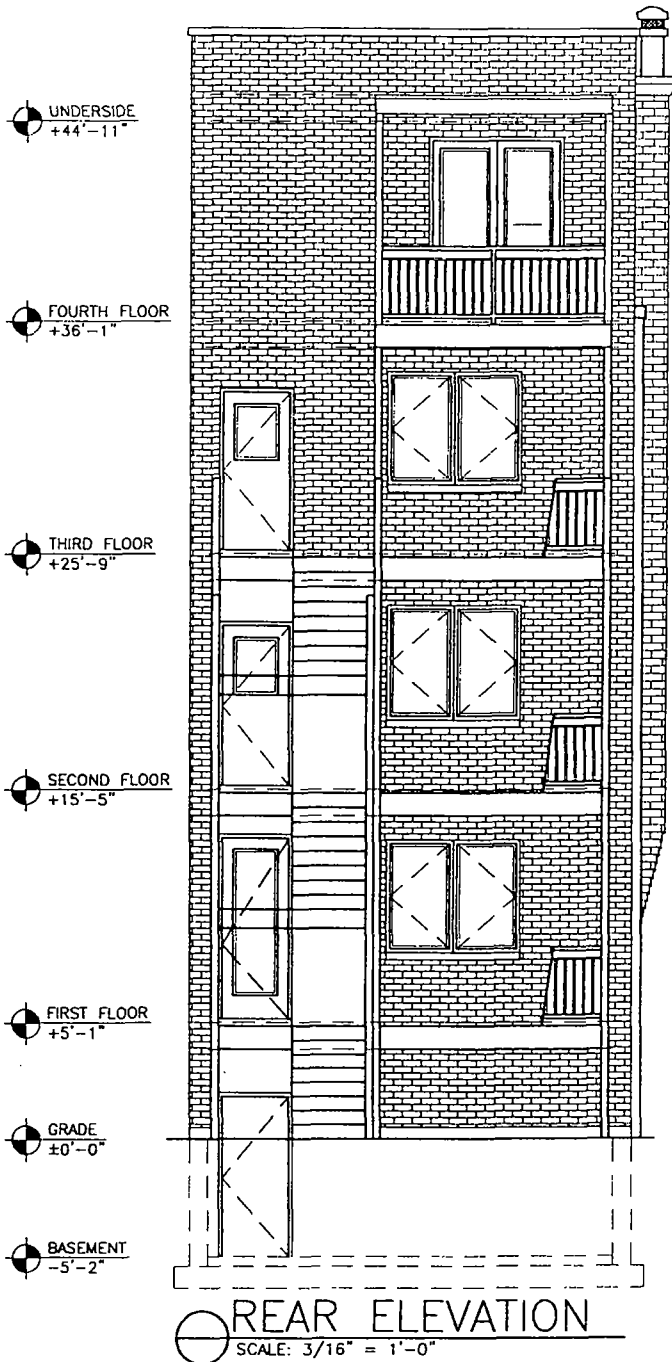 UNDERSIDE
+44'-11"
FOURTH FLOOR
+36'-1"
THIRD FLOOR
+25'-9"
SECOND FLOOR
+15'-5"
FIRST FLOOR
+5'-1"
GRADE
±0'-0"
BASEMENT
-5'-2"
REAR ELEVATION
SCALE: 3/16" = 1'-0"